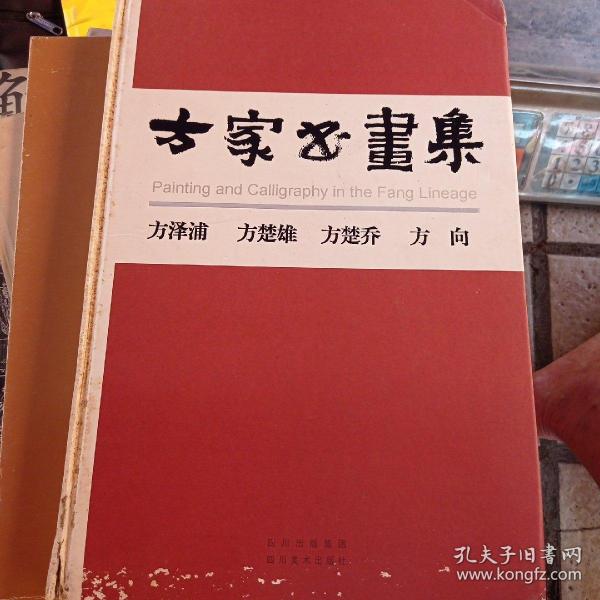 方家书畫集
Painting and Calligraphy in the Fang Lineage
方泽浦 方楚雄 方楚乔 方向
四川出版集团
四川美术出版社
孔夫子旧書网
www.kongfz.com